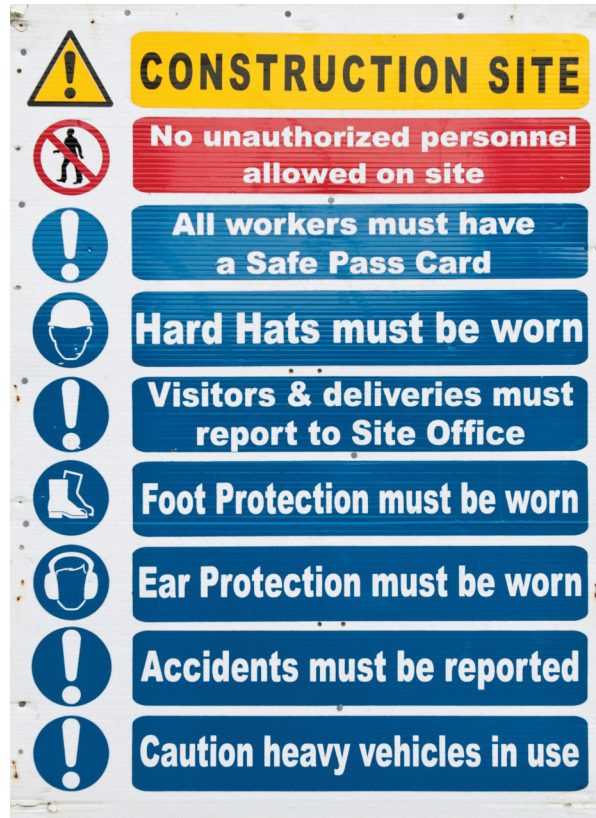 CONSTRUCTION SITE
No unauthorized personnel
allowed on site
All workers must have
a Safe Pass Card
Hard Hats must be worn
Visitors & deliveries must
report to Site Office
Foot Protection must be worn
Ear Protection must be worn
Accidents must be reported
Caution heavy vehicles in use